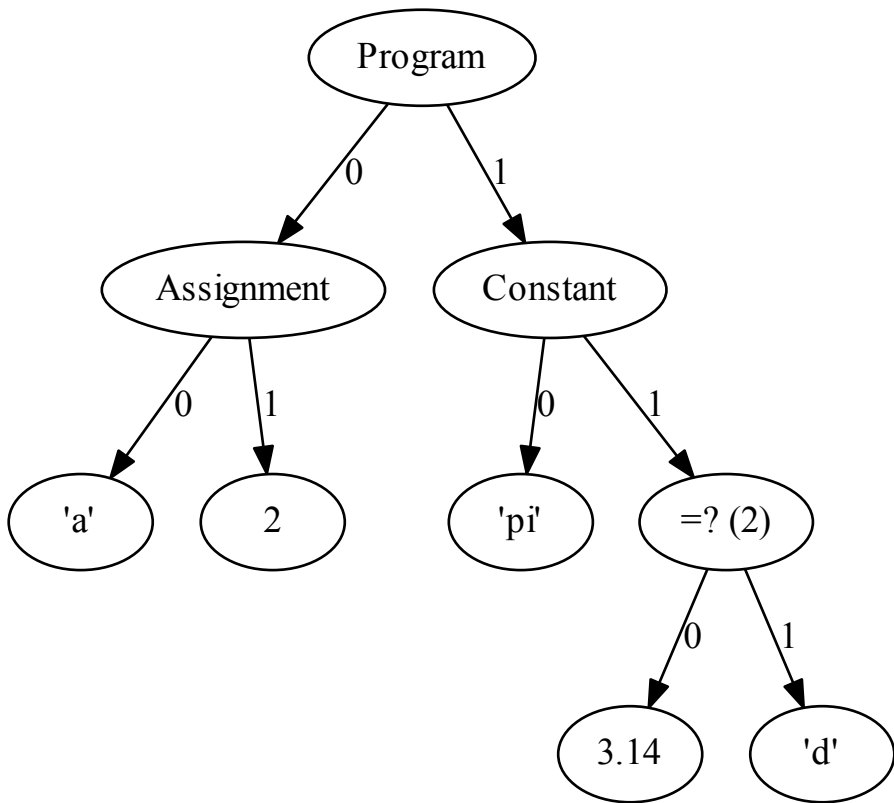 Program
0 1
Assignment Constant
0 1 0 1
'a' 2 'pi' =? (2)
0 1
3.14 'd'